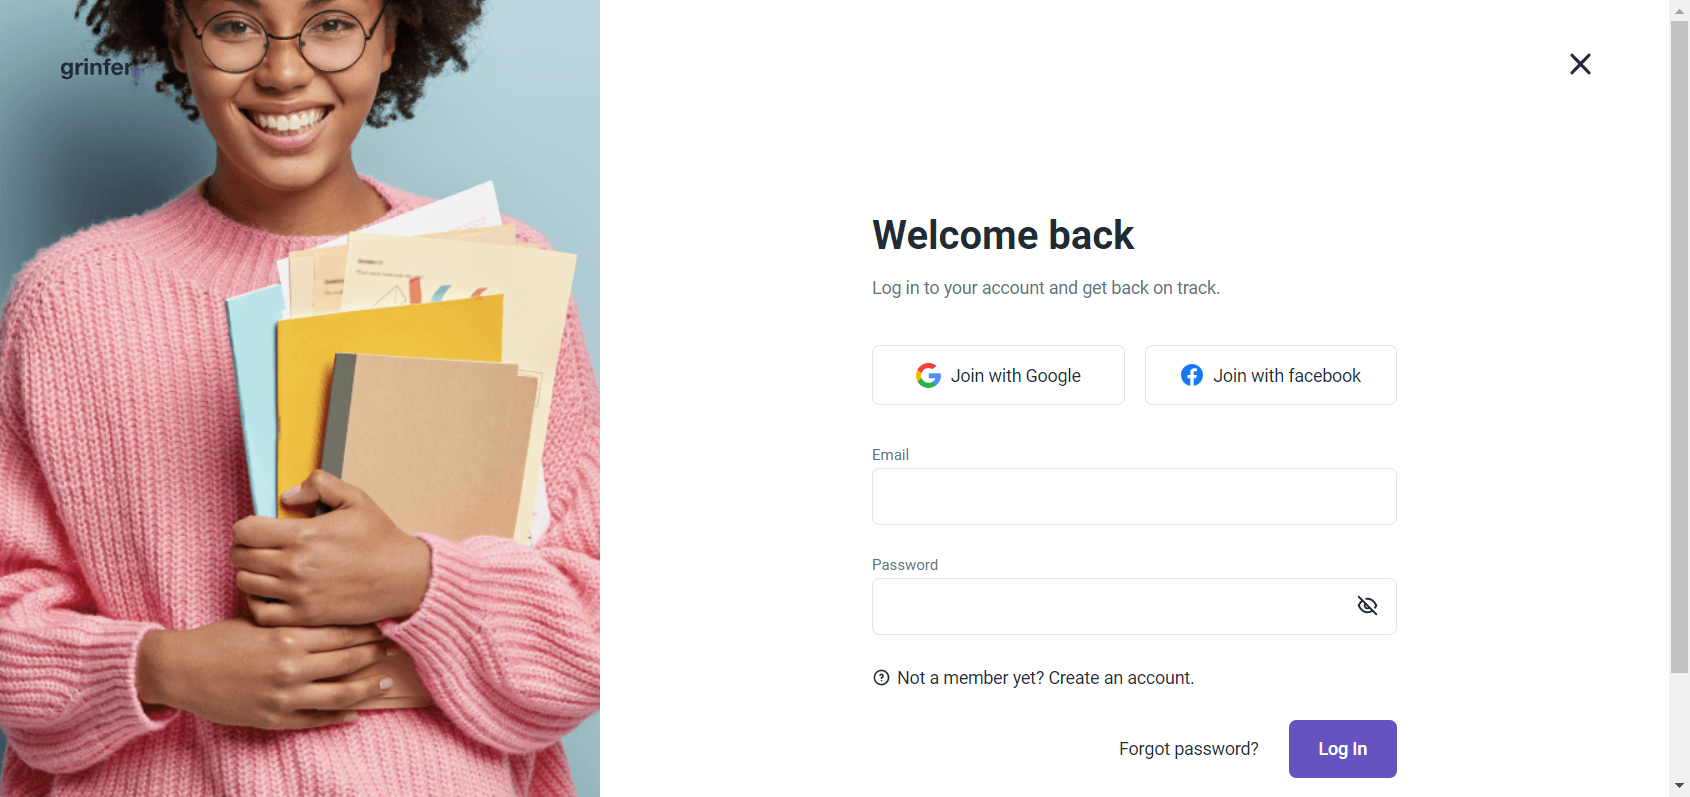 grinfer.
Welcome back
Log in to your account and get back on track.
Join with Google
Join with facebook
Email
Password
Not a member yet? Create an account.
Forgot password?
Log In